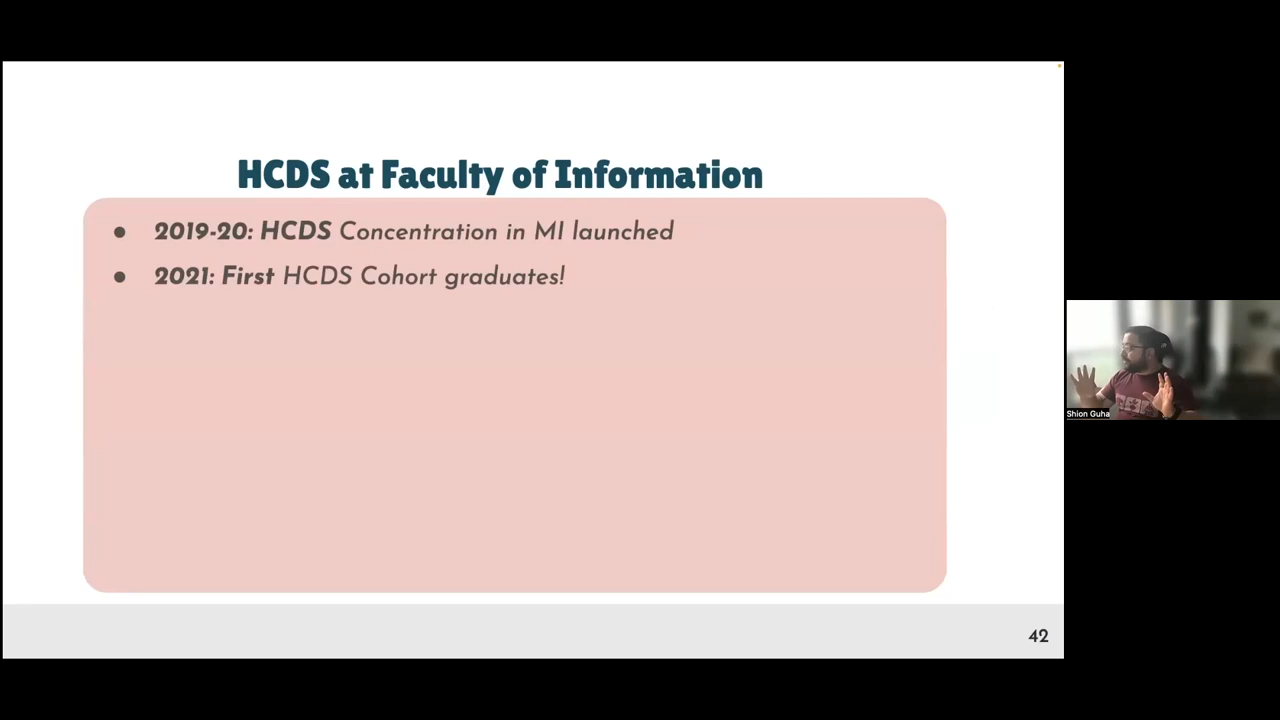 HCDS at Faculty of Information
● 2019-20: HCDS Concentration in MI launched
● 2021: First HCDS Cohort graduates!
Shion Guha
42